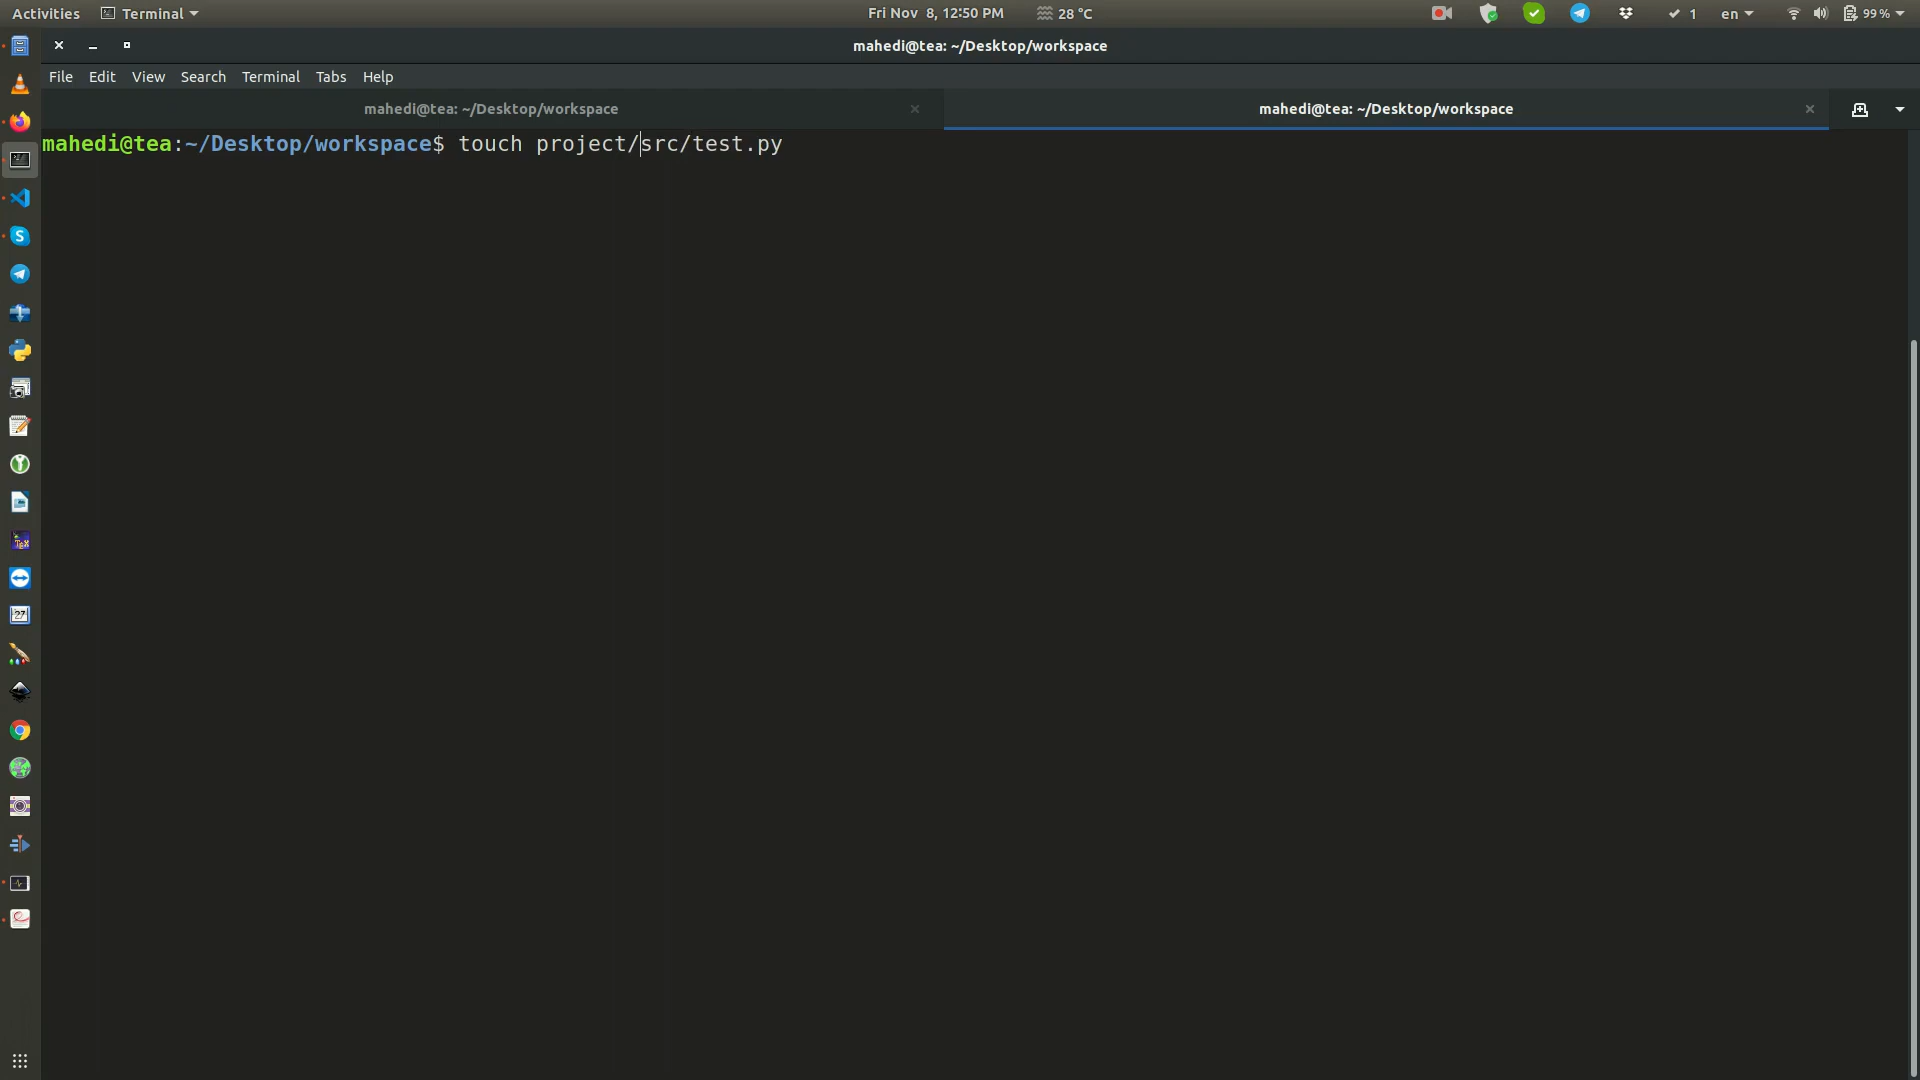 Activities Terminal Fri Nov 8, 12:50 PM 28 °C 1 en 99 %
mahedi@tea: ~/Desktop/workspace
File Edit View Search Terminal Tabs Help
mahedi@tea: ~/Desktop/workspace mahedi@tea: ~/Desktop/workspace
mahedi@tea:~/Desktop/workspace$ touch project/src/test.py
S
TEX
27